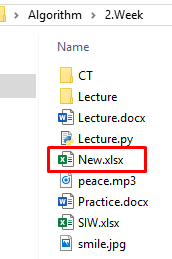 Algorithm > 2.Week
Name
CT
Lecture
Lecture.docx
Lecture.py
New.xlsx
peace.mp3
Practice.docx
SIW.xlsx
smile.jpg